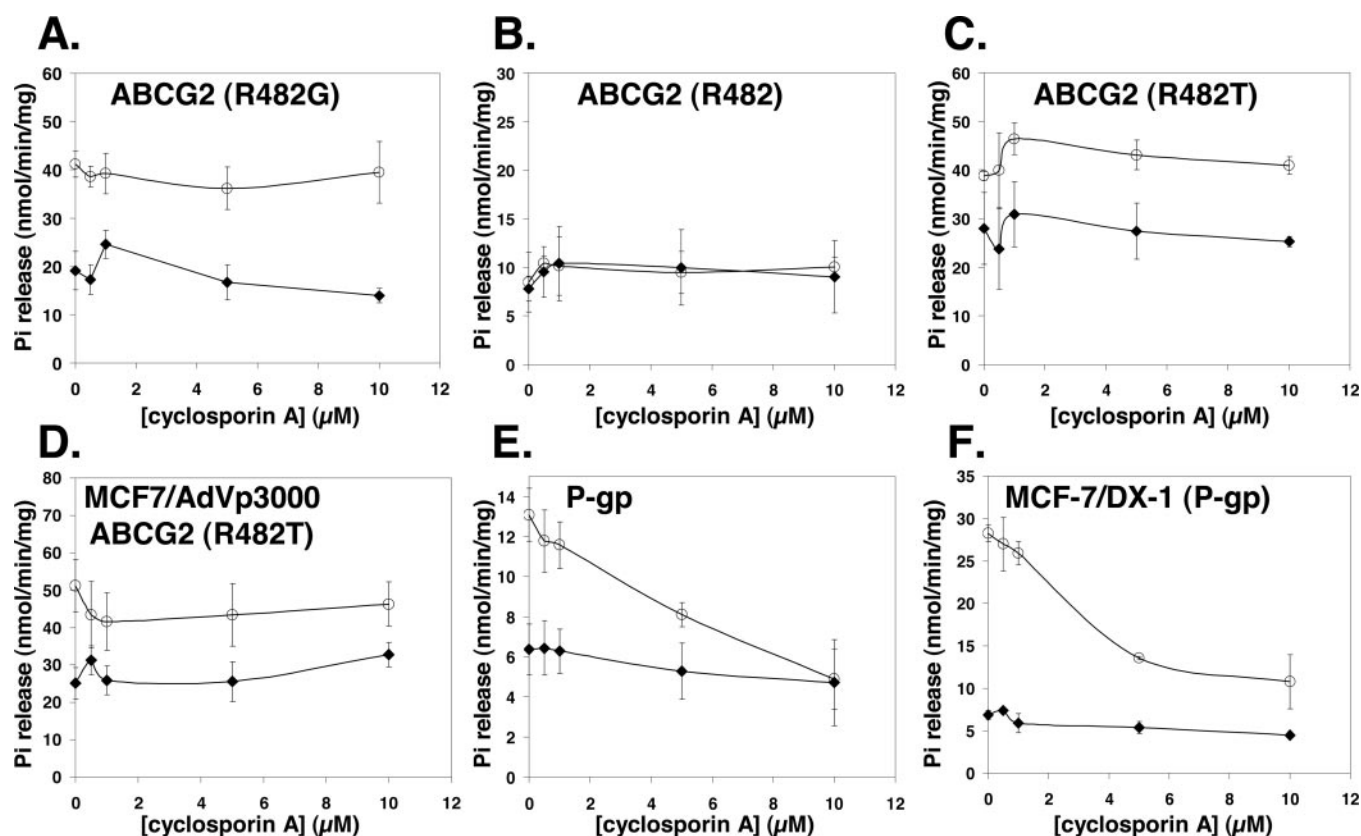 A.
ABCG2 (R482G)
Pi release (nmol/min/mg)
60
50
40
30
20
10
0
0 2 4 6 8 10 12
[cyclosporin A] (µM)
B.
ABCG2 (R482)
Pi release (nmol/min/mg)
30
25
20
15
10
5
0
0 2 4 6 8 10 12
[cyclosporin A] (µM)
C.
ABCG2 (R482T)
Pi release (nmol/min/mg)
60
50
40
30
20
10
0
0 2 4 6 8 10 12
[cyclosporin A] (µM)
D.
MCF7/AdVp3000
ABCG2 (R482T)
Pi release (nmol/min/mg)
80
70
60
50
40
30
20
10
0
0 2 4 6 8 10 12
[cyclosporin A] (µM)
E.
P-gp
Pi release (nmol/min/mg)
14
12
10
8
6
4
2
0
0 2 4 6 8 10 12
[cyclosporin A] (µM)
F.
MCF-7/DX-1 (P-gp)
Pi release (nmol/min/mg)
35
30
25
20
15
10
5
0
0 2 4 6 8 10 12
[cyclosporin A] (µM)